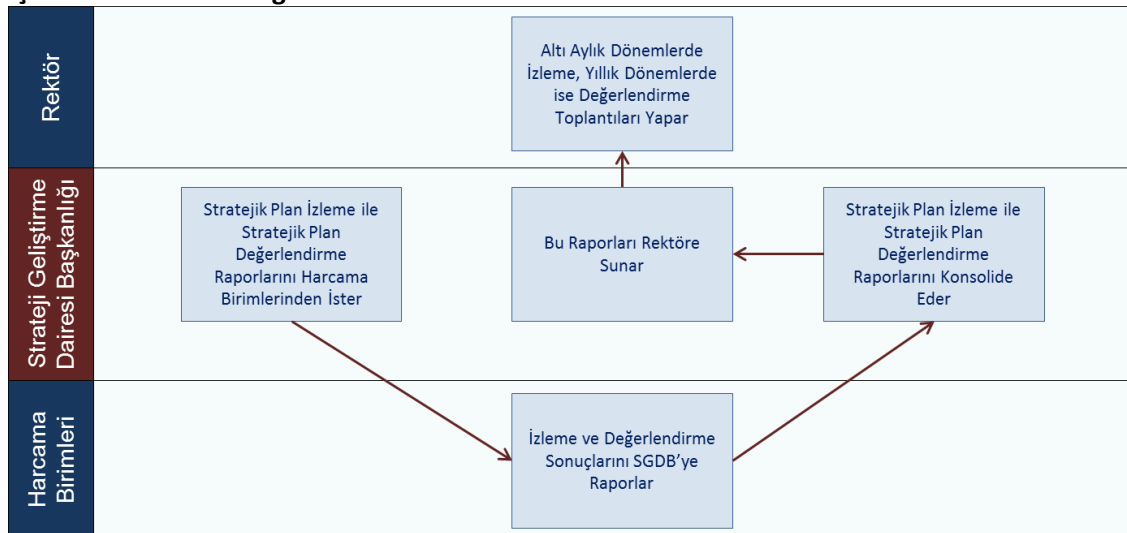 Rektör
Altı Aylık Dönemlerde
İzleme, Yıllık Dönemlerde
ise Değerlendirme
Toplantıları Yapar
Strateji Geliştirme
Dairesi Başkanlığı
Stratejik Plan İzleme ile
Stratejik Plan
Değerlendirme
Raporlarını Harcama
Birimlerinden İster
Bu Raporları Rektöre
Sunar
Stratejik Plan İzleme ile
Stratejik Plan
Değerlendirme
Raporlarını Konsolide
Eder
Harcama
Birimleri
İzleme ve Değerlendirme
Sonuçlarını SGDB’ye
Raporlar